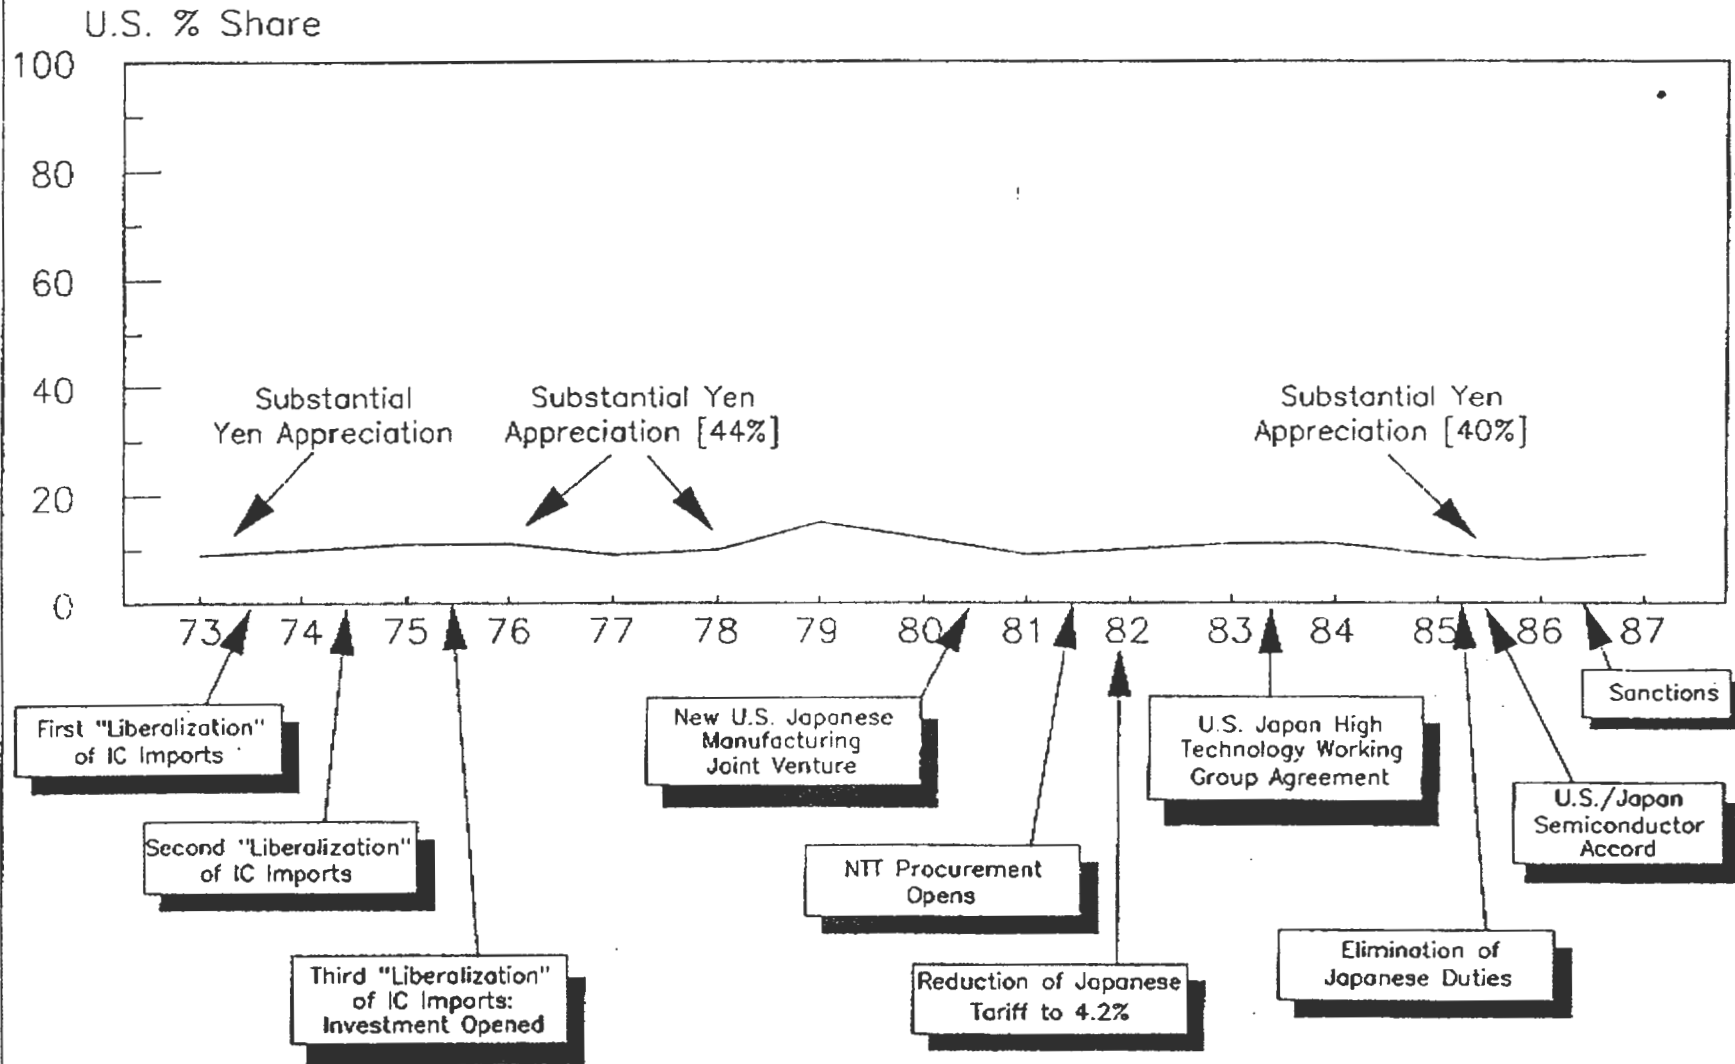 U.S. % Share
100
80
60
40
20
0
Substantial
Yen Appreciation
Substantial Yen
Appreciation [44%]
Substantial Yen
Appreciation [40%]
73 74 75 76 77 78 79 80 81 82 83 84 85 86 87
First "Liberalization"
of IC Imports
Second "Liberalization"
of IC Imports
Third "Liberalization"
of IC Imports:
Investment Opened
New U.S. Japanese
Manufacturing
Joint Venture
NTT Procurement
Opens
Reduction of Japanese
Tariff to 4.2%
U.S. Japan High
Technology Working
Group Agreement
Elimination of
Japanese Duties
U.S./Japan
Semiconductor
Accord
Sanctions